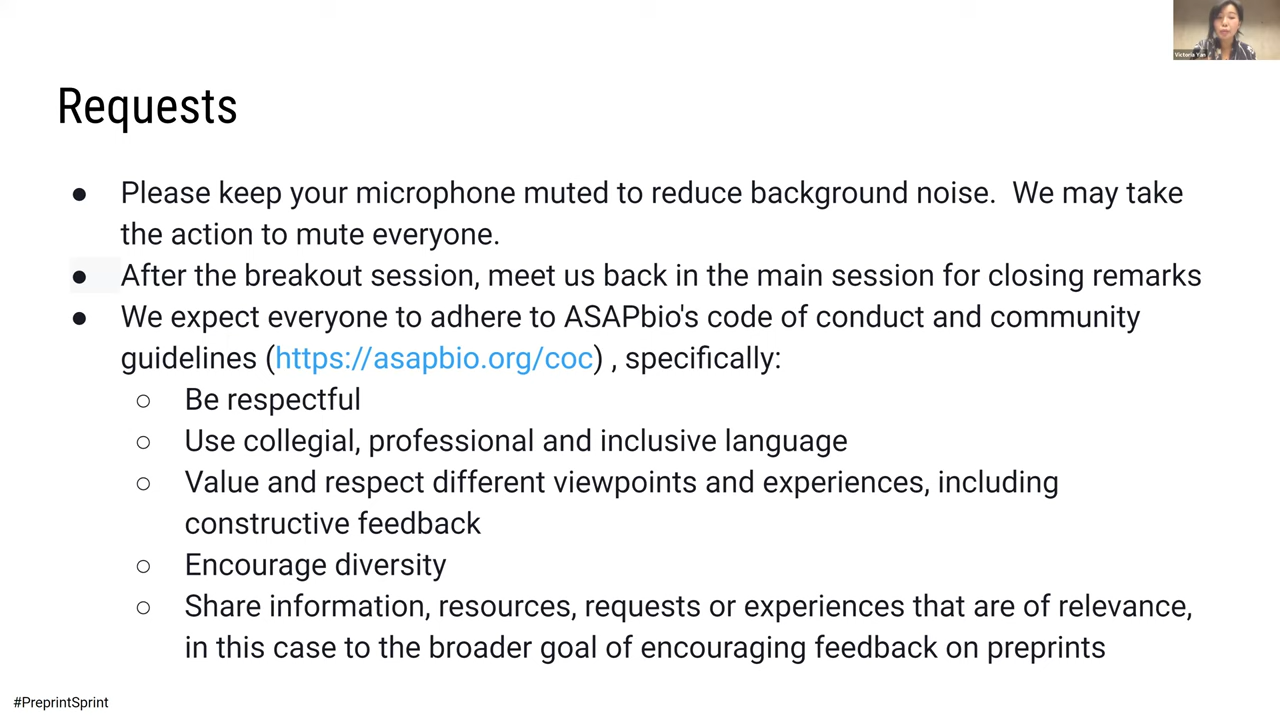 Victoria Yan
Requests
● Please keep your microphone muted to reduce background noise.  We may take
the action to mute everyone.
● After the breakout session, meet us back in the main session for closing remarks
● We expect everyone to adhere to ASAPbio's code of conduct and community
guidelines (https://asapbio.org/coc) , specifically:
○ Be respectful
○ Use collegial, professional and inclusive language
○ Value and respect different viewpoints and experiences, including
constructive feedback
○ Encourage diversity
○ Share information, resources, requests or experiences that are of relevance,
in this case to the broader goal of encouraging feedback on preprints
#PreprintSprint